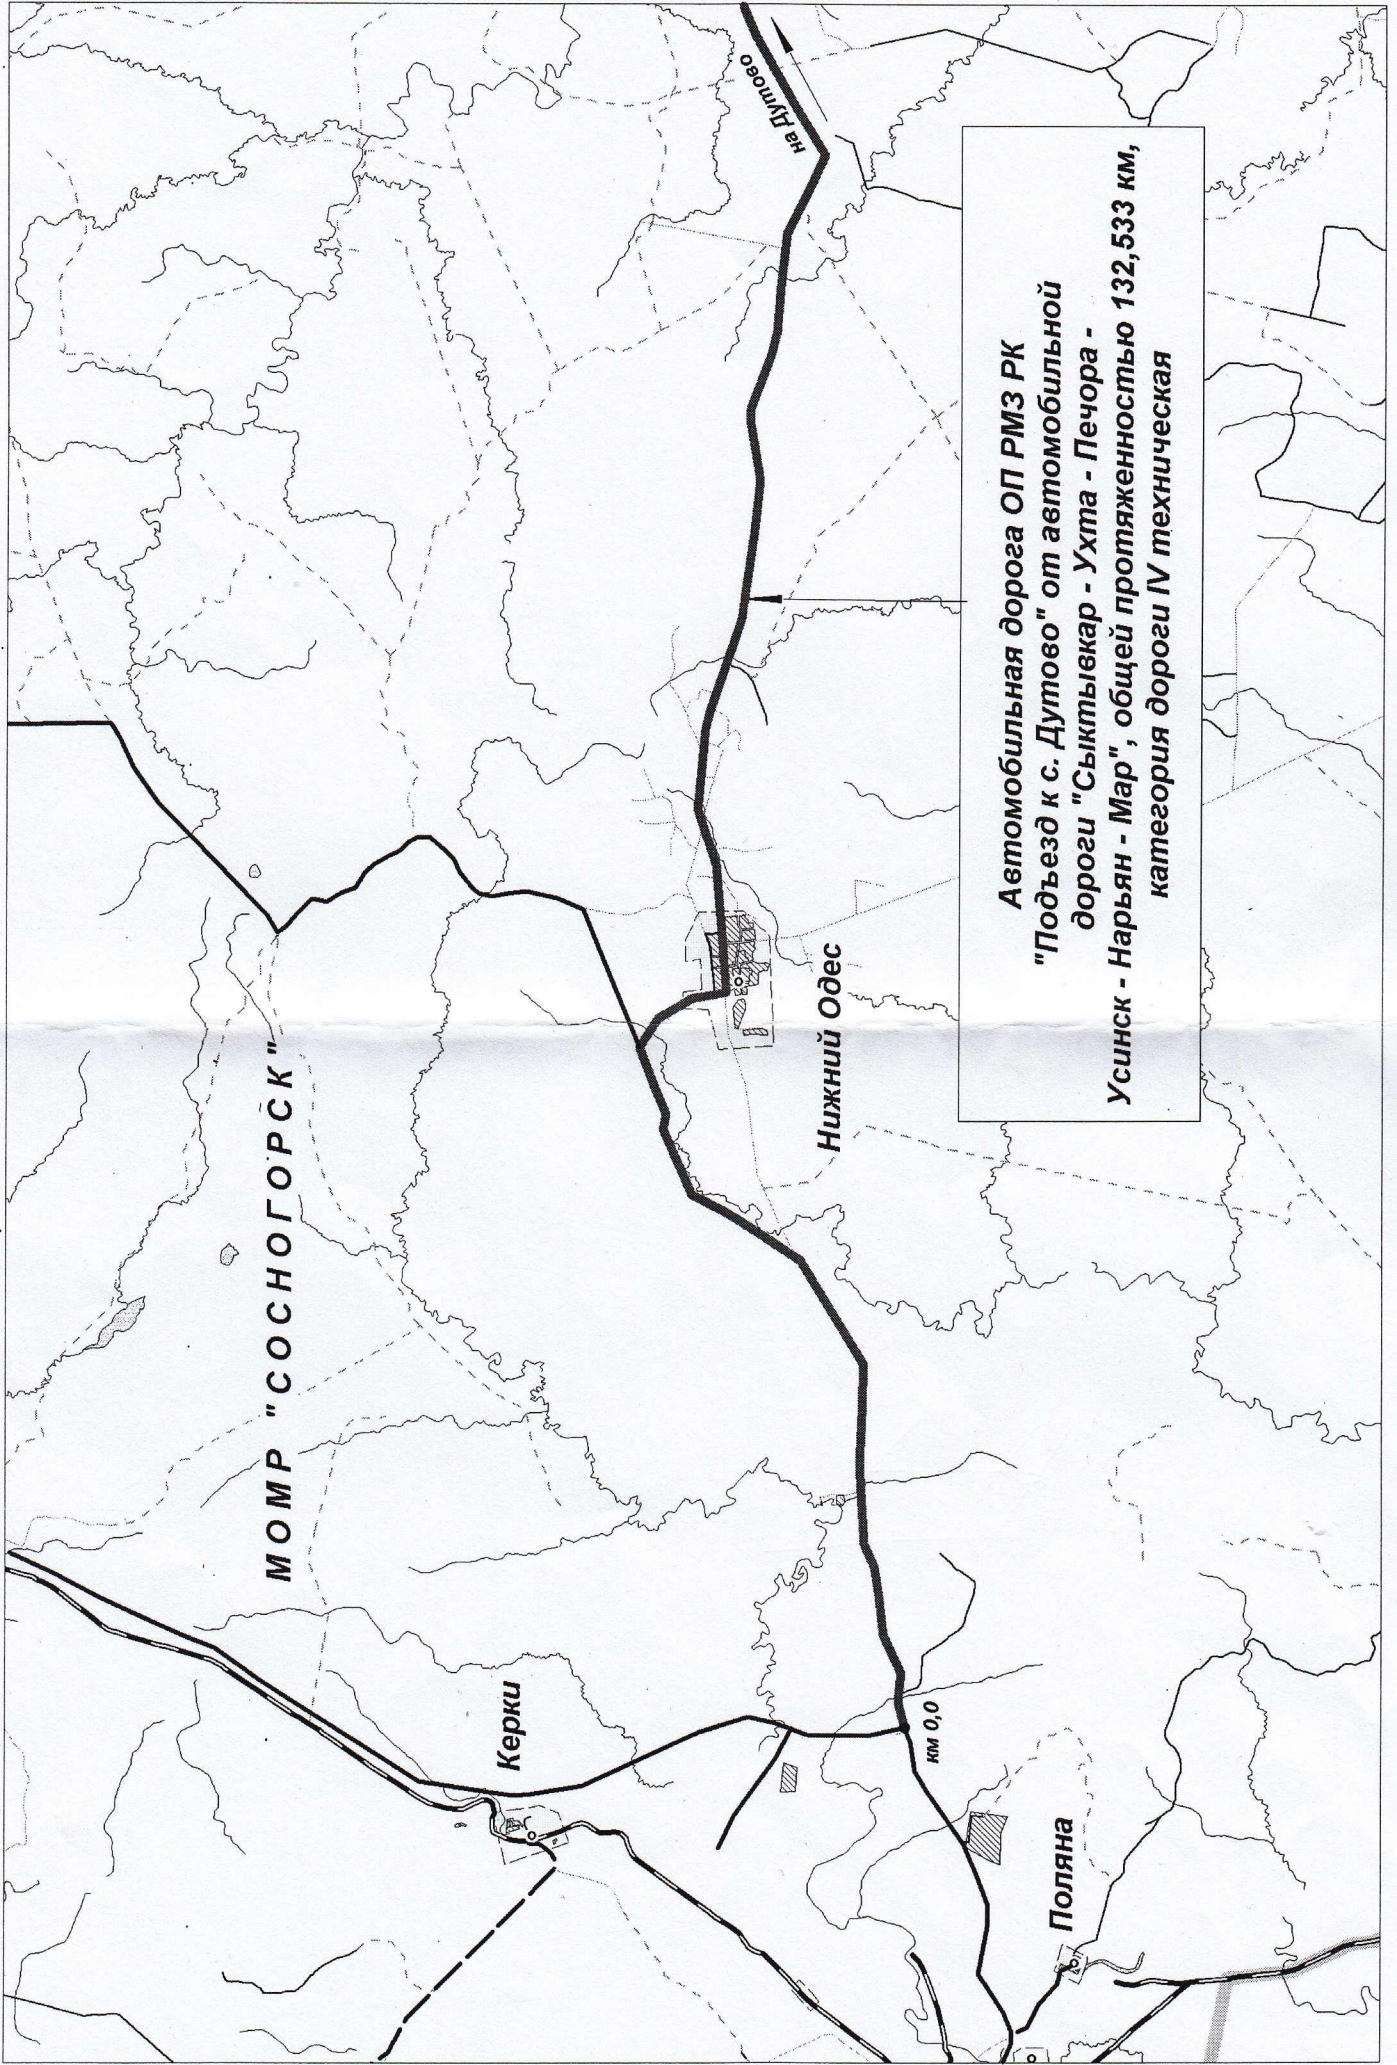 МОМР "СОСНОГОРСК"
Керки
Нижний Одес
на Дутово
км 0,0
Поляна
Автомобильная дорога ОП РМЗ РК
"Подъезд к с. Дутово" от автомобильной
дороги "Сыктывкар - Ухта - Печора -
Усинск - Нарьян - Мар", общей протяженностью 132,533 км,
категория дороги IV техническая